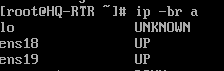 [root@HQ-RTR ~]# ip -br a
lo UNKNOWN
ens18 UP
ens19 UP